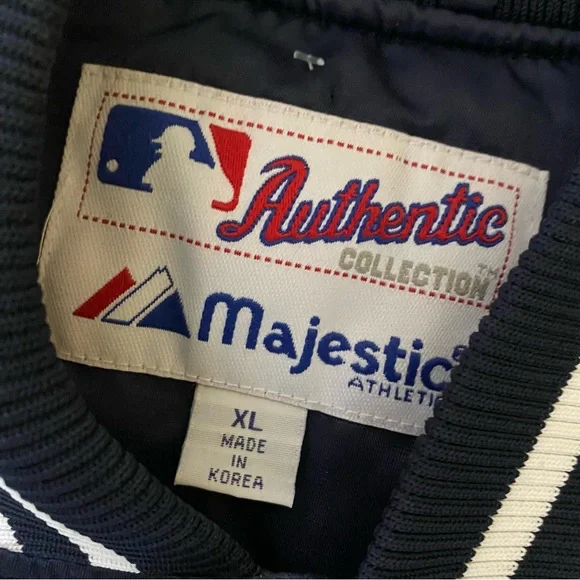 Authentic
COLLECTION™
Majestic
ATHLETIC
XL
MADE
IN
KOREA